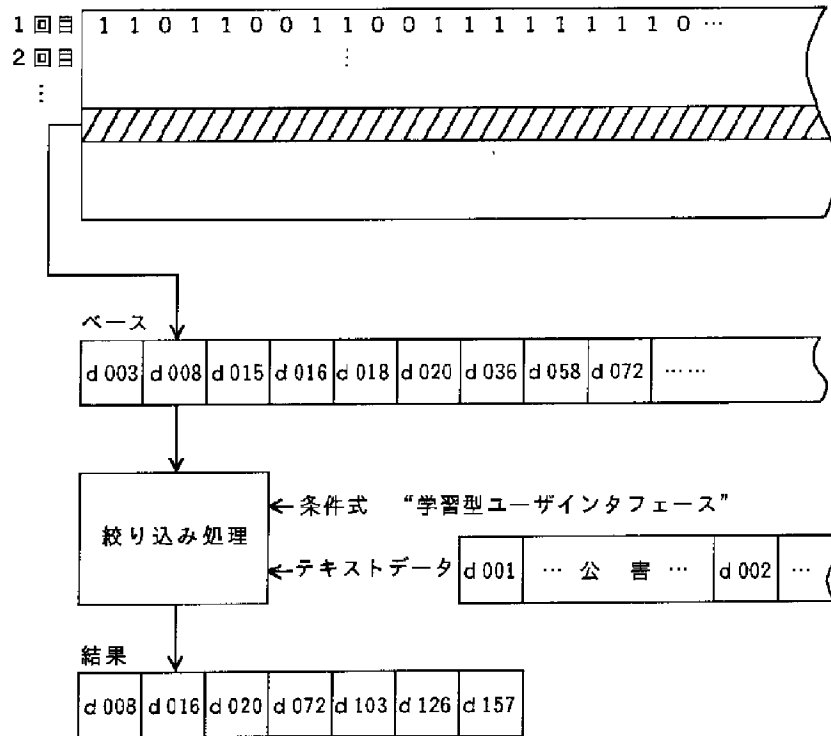 1回目 1 1 0 1 1 0 0 1 1 0 0 1 1 1 1 1 1 1 1 0 …
2回目 ⋮
⋮
ベース
d 003 d 008 d 015 d 016 d 018 d 020 d 036 d 058 d 072 ……
絞り込み処理
条件式 “学習型ユーザインタフェース”
テキストデータ d 001 … 公 害 … d 002 …
結果
d 008 d 016 d 020 d 072 d 103 d 126 d 157